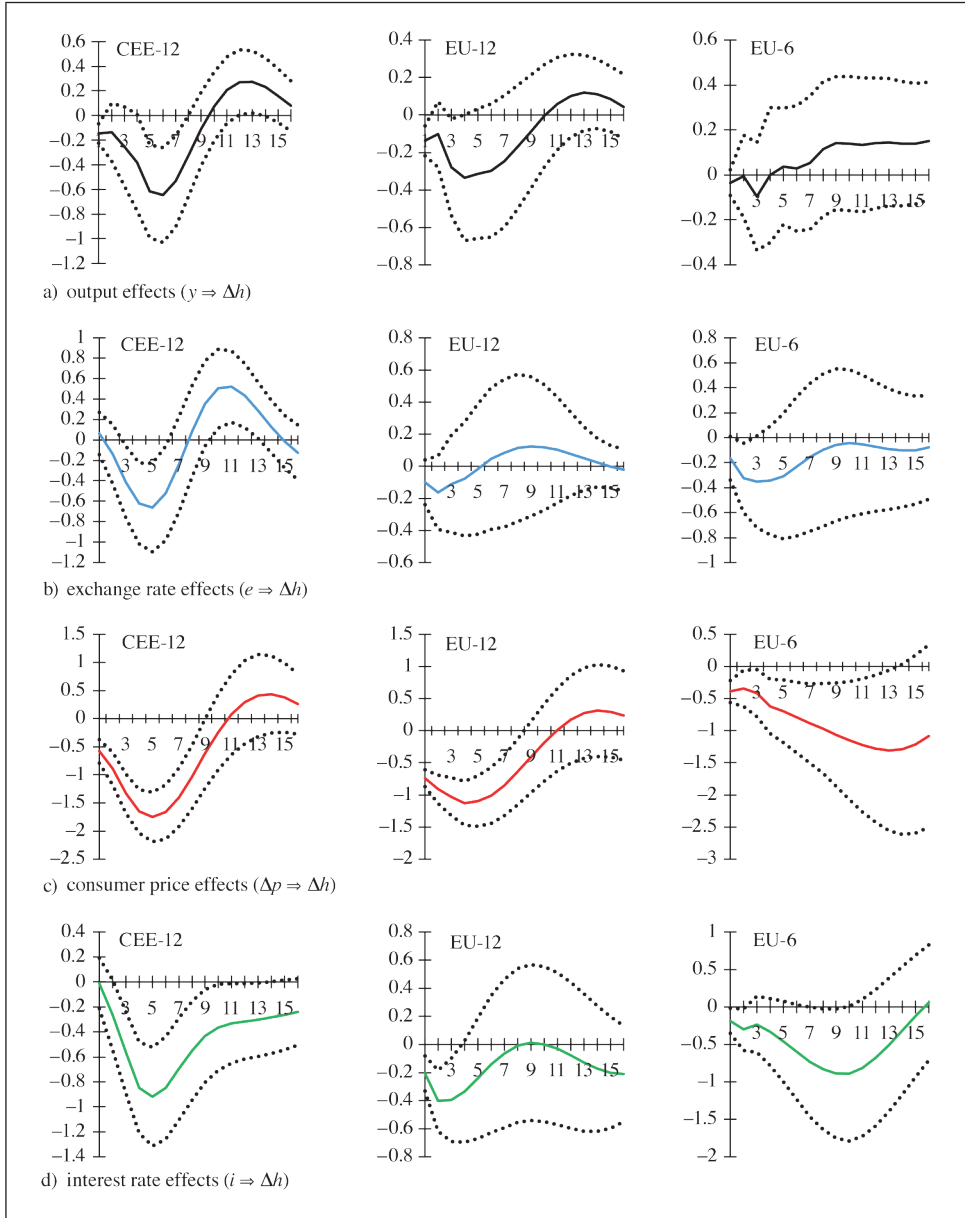 CEE-12 EU-12 EU-6
0.6 0.4 0.2 0 −0.2 −0.4 −0.6 −0.8 −1 −1.2
3 5 7 9 11 13 15
0.4 0.2 0 −0.2 −0.4 −0.6 −0.8
3 5 7 9 11 13 15
0.6 0.4 0.2 0 −0.2 −0.4
3 5 7 9 11 13 15
a) output effects (y ⇒ Δh)
CEE-12 EU-12 EU-6
1 0.8 0.6 0.4 0.2 0 −0.2 −0.4 −0.6 −0.8 −1 −1.2
3 5 7 9 11 13 15
0.8 0.6 0.4 0.2 0 −0.2 −0.4 −0.6
3 5 7 9 11 13 15
0.8 0.6 0.4 0.2 0 −0.2 −0.4 −0.6 −0.8 −1
3 5 7 9 11 13 15
b) exchange rate effects (e ⇒ Δh)
CEE-12 EU-12 EU-6
1.5 1 0.5 0 −0.5 −1 −1.5 −2 −2.5
3 5 7 9 11 13 15
1.5 1 0.5 0 −0.5 −1 −1.5 −2
3 5 7 9 11 13 15
0.5 0 −0.5 −1 −1.5 −2 −2.5 −3
3 5 7 9 11 13 15
c) consumer price effects (Δp ⇒ Δh)
CEE-12 EU-12 EU-6
0.4 0.2 0 −0.2 −0.4 −0.6 −0.8 −1 −1.2 −1.4
3 5 7 9 11 13 15
0.8 0.6 0.4 0.2 0 −0.2 −0.4 −0.6 −0.8
3 5 7 9 11 13 15
1 0.5 0 −0.5 −1 −1.5 −2
3 5 7 9 11 13 15
d) interest rate effects (i ⇒ Δh)